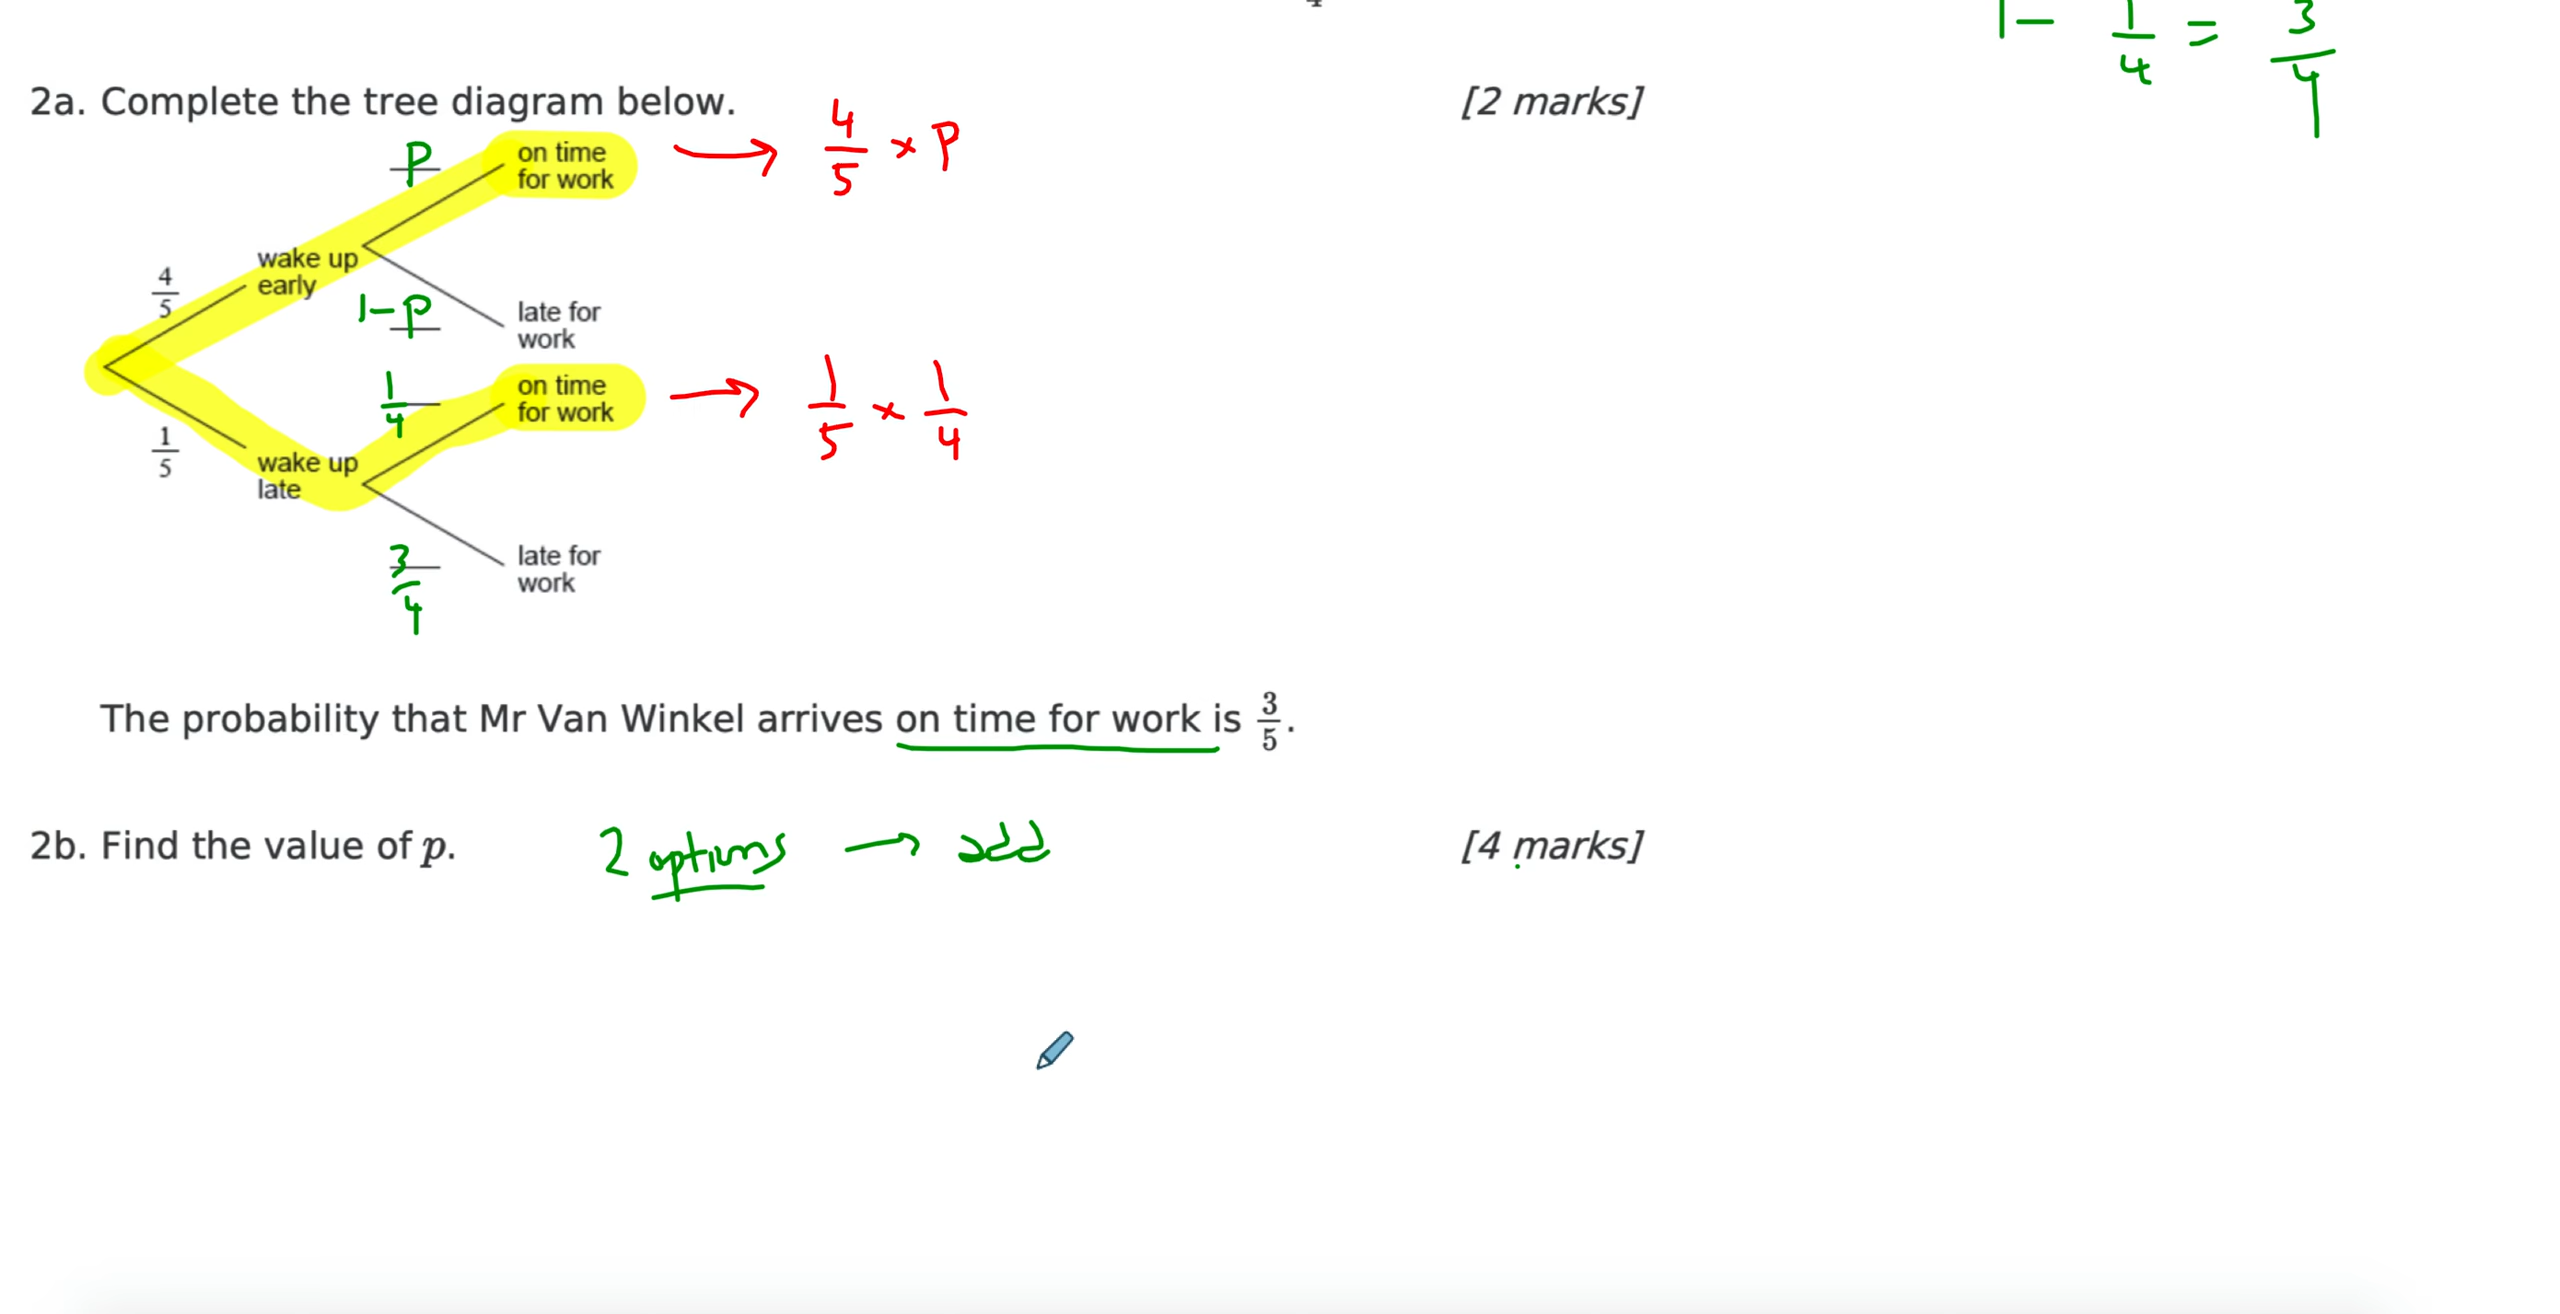 1 - 1/4 = 3/4
2a. Complete the tree diagram below. [2 marks]
p
on time
for work
→ 4/5 × P
4/5
wake up
early
1-p
late for
work
1/4
on time
for work
→ 1/5 × 1/4
1/5
wake up
late
3/4
late for
work
The probability that Mr Van Winkel arrives on time for work is 3/5.
2b. Find the value of p. 2 options → add [4 marks]